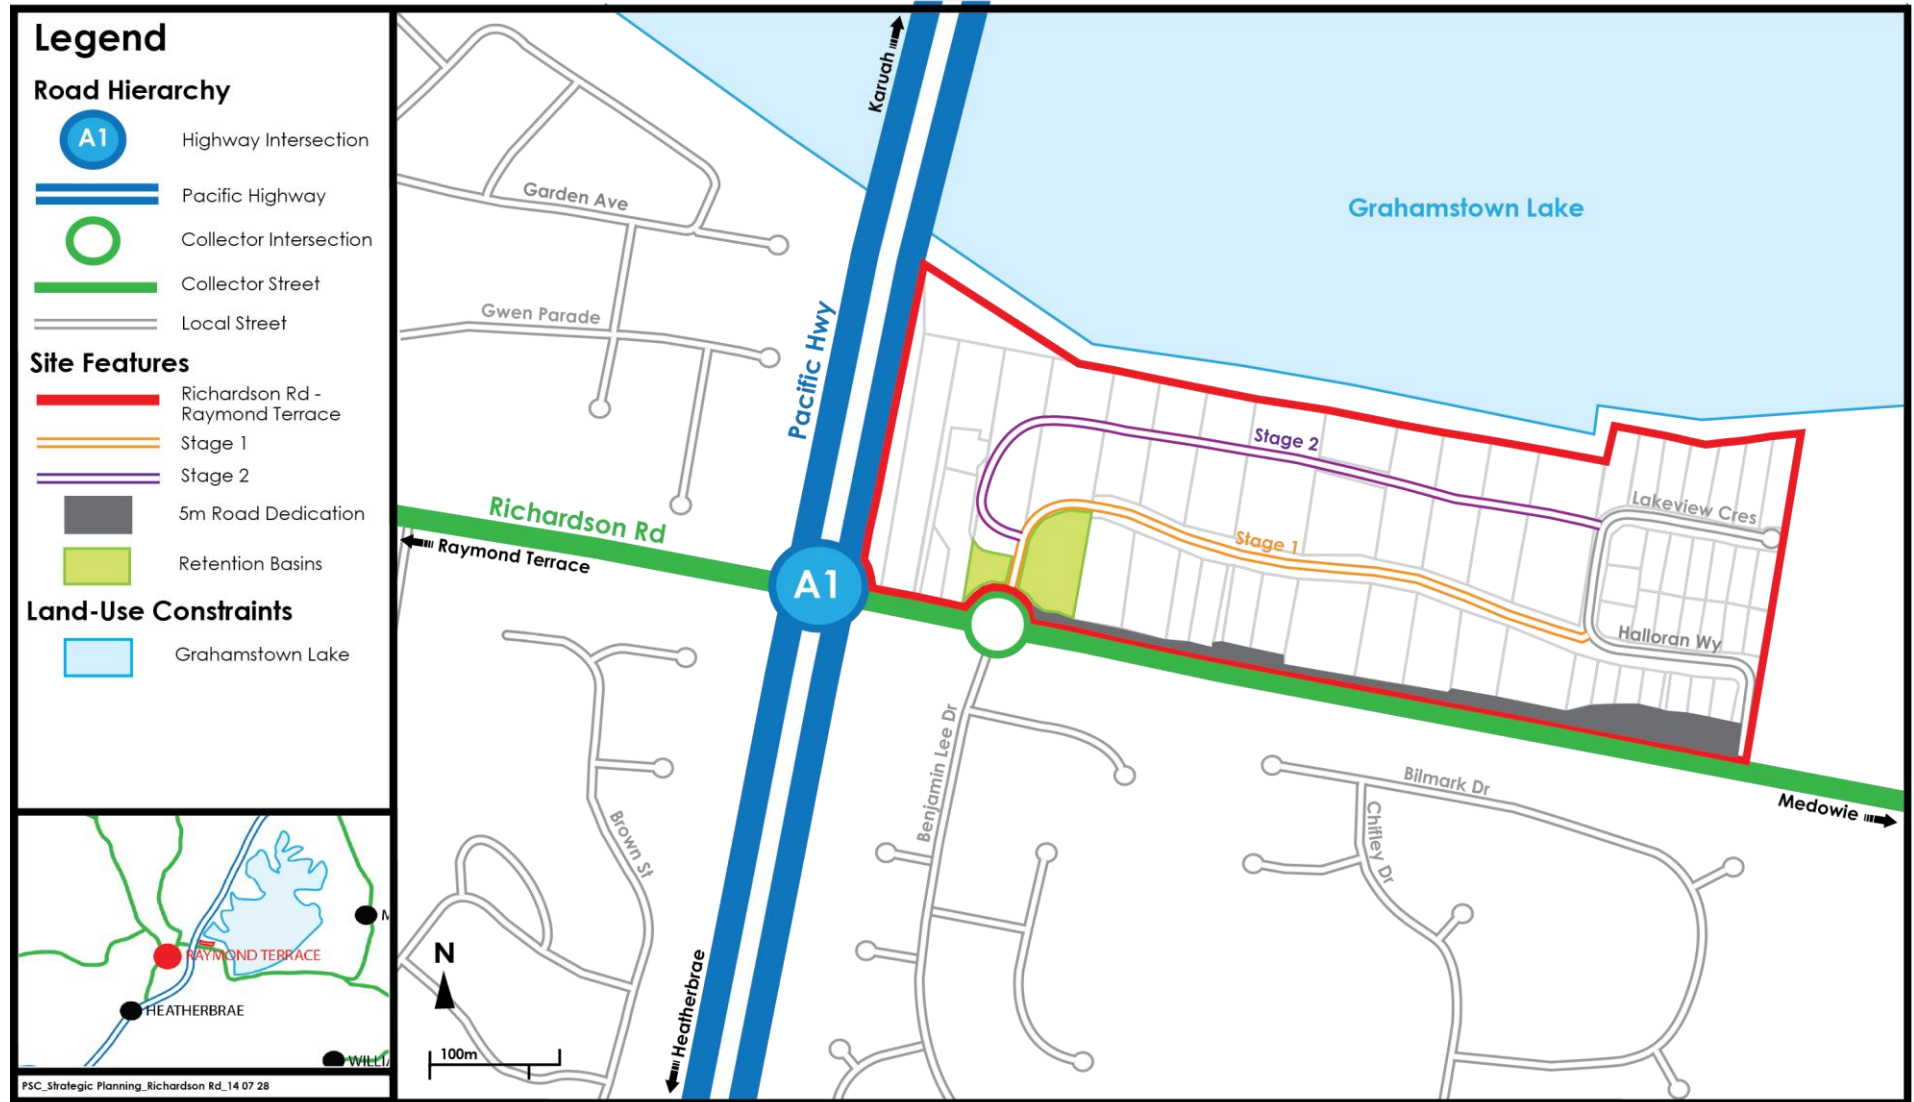 Legend
Road Hierarchy
A1
Highway Intersection
Pacific Highway
Collector Intersection
Collector Street
Local Street
Site Features
Richardson Rd -
Raymond Terrace
Stage 1
Stage 2
5m Road Dedication
Retention Basins
Land-Use Constraints
Grahamstown Lake
RAYMOND TERRACE
HEATHERBRAE
M
WILLI
PSC_Strategic Planning_Richardson Rd_14 07 28
Karuah
Grahamstown Lake
Garden Ave
Gwen Parade
Pacific Hwy
Richardson Rd
Raymond Terrace
A1
Stage 2
Stage 1
Lakeview Cres
Halloran Wy
Benjamin Lee Dr
Bilmark Dr
Chifley Dr
Medowie
Brown St
Heatherbrae
N
100m